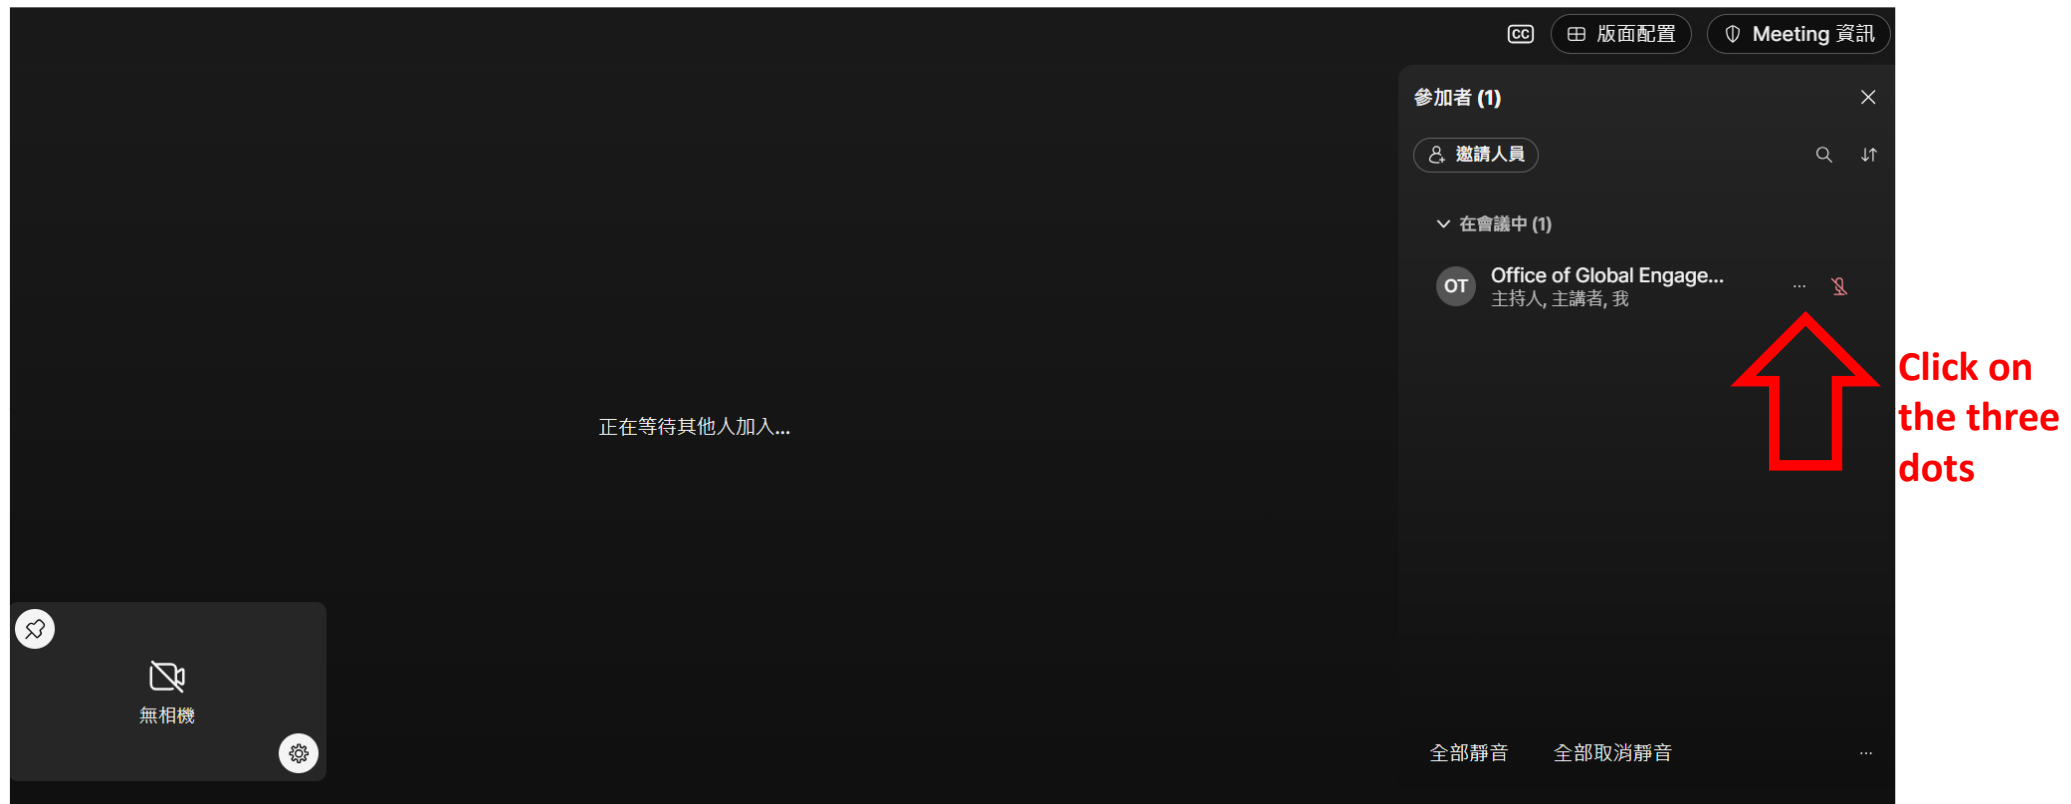 CC 版面配置 Meeting 資訊
參加者 (1)
邀請人員
在會議中 (1)
OT Office of Global Engage...
主持人, 主講者, 我
Click on
the three
dots
正在等待其他人加入...
無相機
全部靜音 全部取消靜音